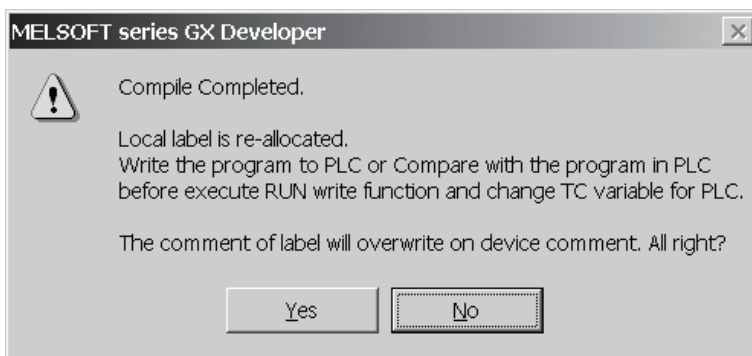 MELSOFT series GX Developer
Compile Completed.
Local label is re-allocated.
Write the program to PLC or Compare with the program in PLC
before execute RUN write function and change TC variable for PLC.
The comment of label will overwrite on device comment. All right?
Yes
No